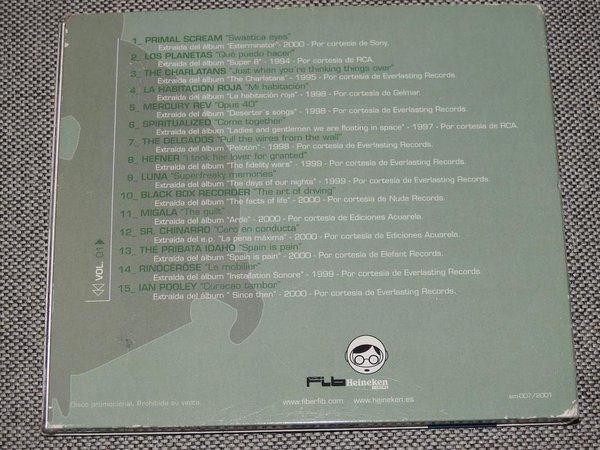 1_ PRIMAL SCREAM "Swastica eyes"
Extraída del álbum "Exterminator" - 2000 - Por cortesía de Sony.
2_ LOS PLANETAS "Qué puedo hacer"
Extraída del álbum "Super 8" - 1994 - Por cortesía de RCA.
3_ THE CHARLATANS "Just when you're thinking things over"
Extraída del álbum "The Charlatans" - 1995 - Por cortesía de Everlasting Records.
4_ LA HABITACIÓN ROJA "Mi habitación"
Extraída del álbum "La habitación roja" - 1998 - Por cortesía de Gelmar.
5_ MERCURY REV "Opus 40"
Extraída del álbum "Deserter's songs" - 1998 - Por cortesía de Everlasting Records.
6_ SPIRITUALIZED "Come together"
Extraída del álbum "Ladies and gentlemen we are floating in space" - 1997 - Por cortesía de RCA.
7_ THE DELGADOS "Pull the wires from the wall"
Extraída del álbum "Peloton" - 1998 - Por cortesía de Everlasting Records.
8_ HEFNER "I took her lover for granted"
Extraída del álbum "The fidelity wars" - 1999 - Por cortesía de Everlasting Records.
9_ LUNA "Superfreaky memories"
Extraída del álbum "The days of our nights" - 1999 - Por cortesía de Everlasting Records.
10_ BLACK BOX RECORDER "The art of driving"
Extraída del álbum "The facts of life" - 2000 - Por cortesía de Nude Records.
11_ MIGALA "The guilt"
Extraída del álbum "Arde" - 2000 - Por cortesía de Ediciones Acuarela.
12_ SR. CHINARRO "Cero en conducta"
Extraída del e.p. "La pena máxima" - 2000 - Por cortesía de Ediciones Acuarela.
13_ THE PRIBATA IDAHO "Spain is pain"
Extraída del álbum "Spain is pain" - 2000 - Por cortesía de Elefant Records.
14_ RINÔCÉRÔSE "Le mobilier"
Extraída del álbum "Installation Sonore" - 1999 - Por cortesía de Everlasting Records.
15_ IAN POOLEY "Curacao tambor"
Extraída del álbum " Since then" - 2000 - Por cortesía de Everlasting Records.
VOL. 01
FIB Heineken
Disco promocional. Prohibida su venta.
www.fiberfib.com
www.heineken.es
sm007/2001